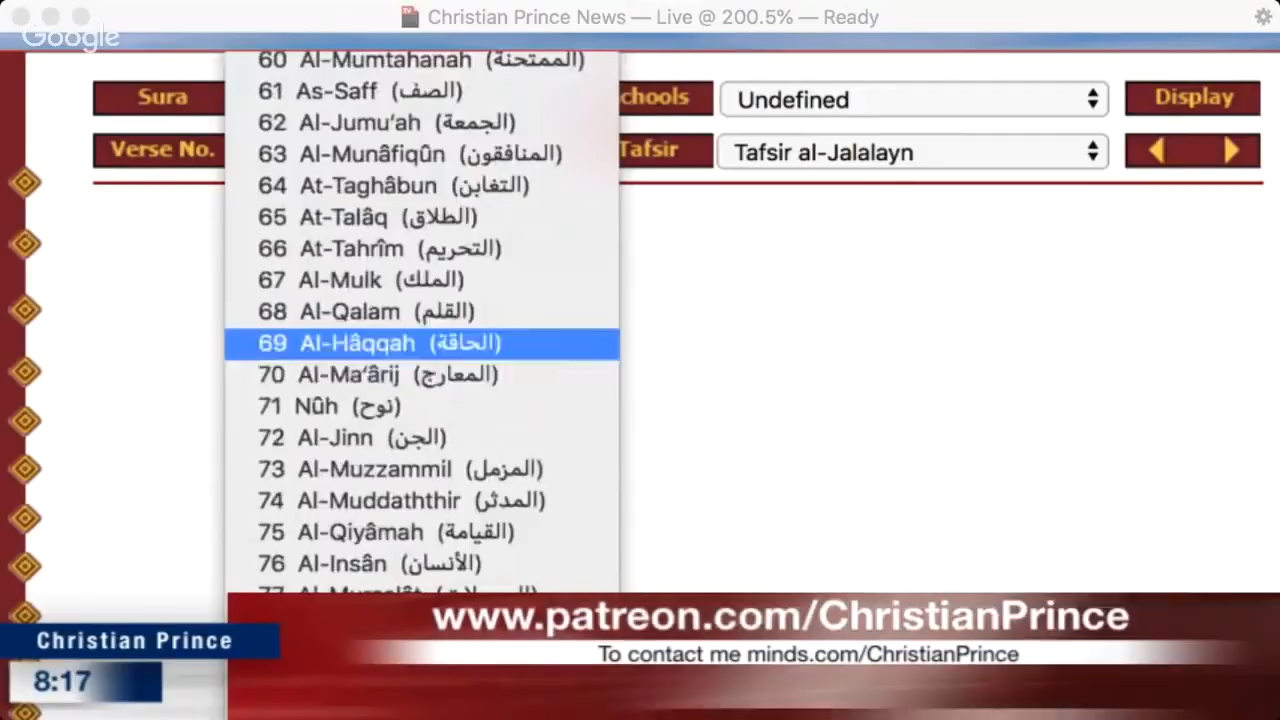 Christian Prince News — Live @ 200.5% — Ready
Google
Sura
chools
Undefined
Display
Verse No.
Tafsir
Tafsir al-Jalalayn
60 Al-Mumtahanah (الممتحنة)
61 As-Saff (الصف)
62 Al-Jumu‘ah (الجمعة)
63 Al-Munâfiqûn (المنافقون)
64 At-Taghâbun (التغابن)
65 At-Talâq (الطلاق)
66 At-Tahrîm (التحريم)
67 Al-Mulk (الملك)
68 Al-Qalam (القلم)
69 Al-Hâqqah (الحاقة)
70 Al-Ma‘ârij (المعارج)
71 Nûh (نوح)
72 Al-Jinn (الجن)
73 Al-Muzzammil (المزمل)
74 Al-Muddaththir (المدثر)
75 Al-Qiyâmah (القيامة)
76 Al-Insân (الأنسان)
www.patreon.com/ChristianPrince
Christian Prince
To contact me minds.com/ChristianPrince
8:17